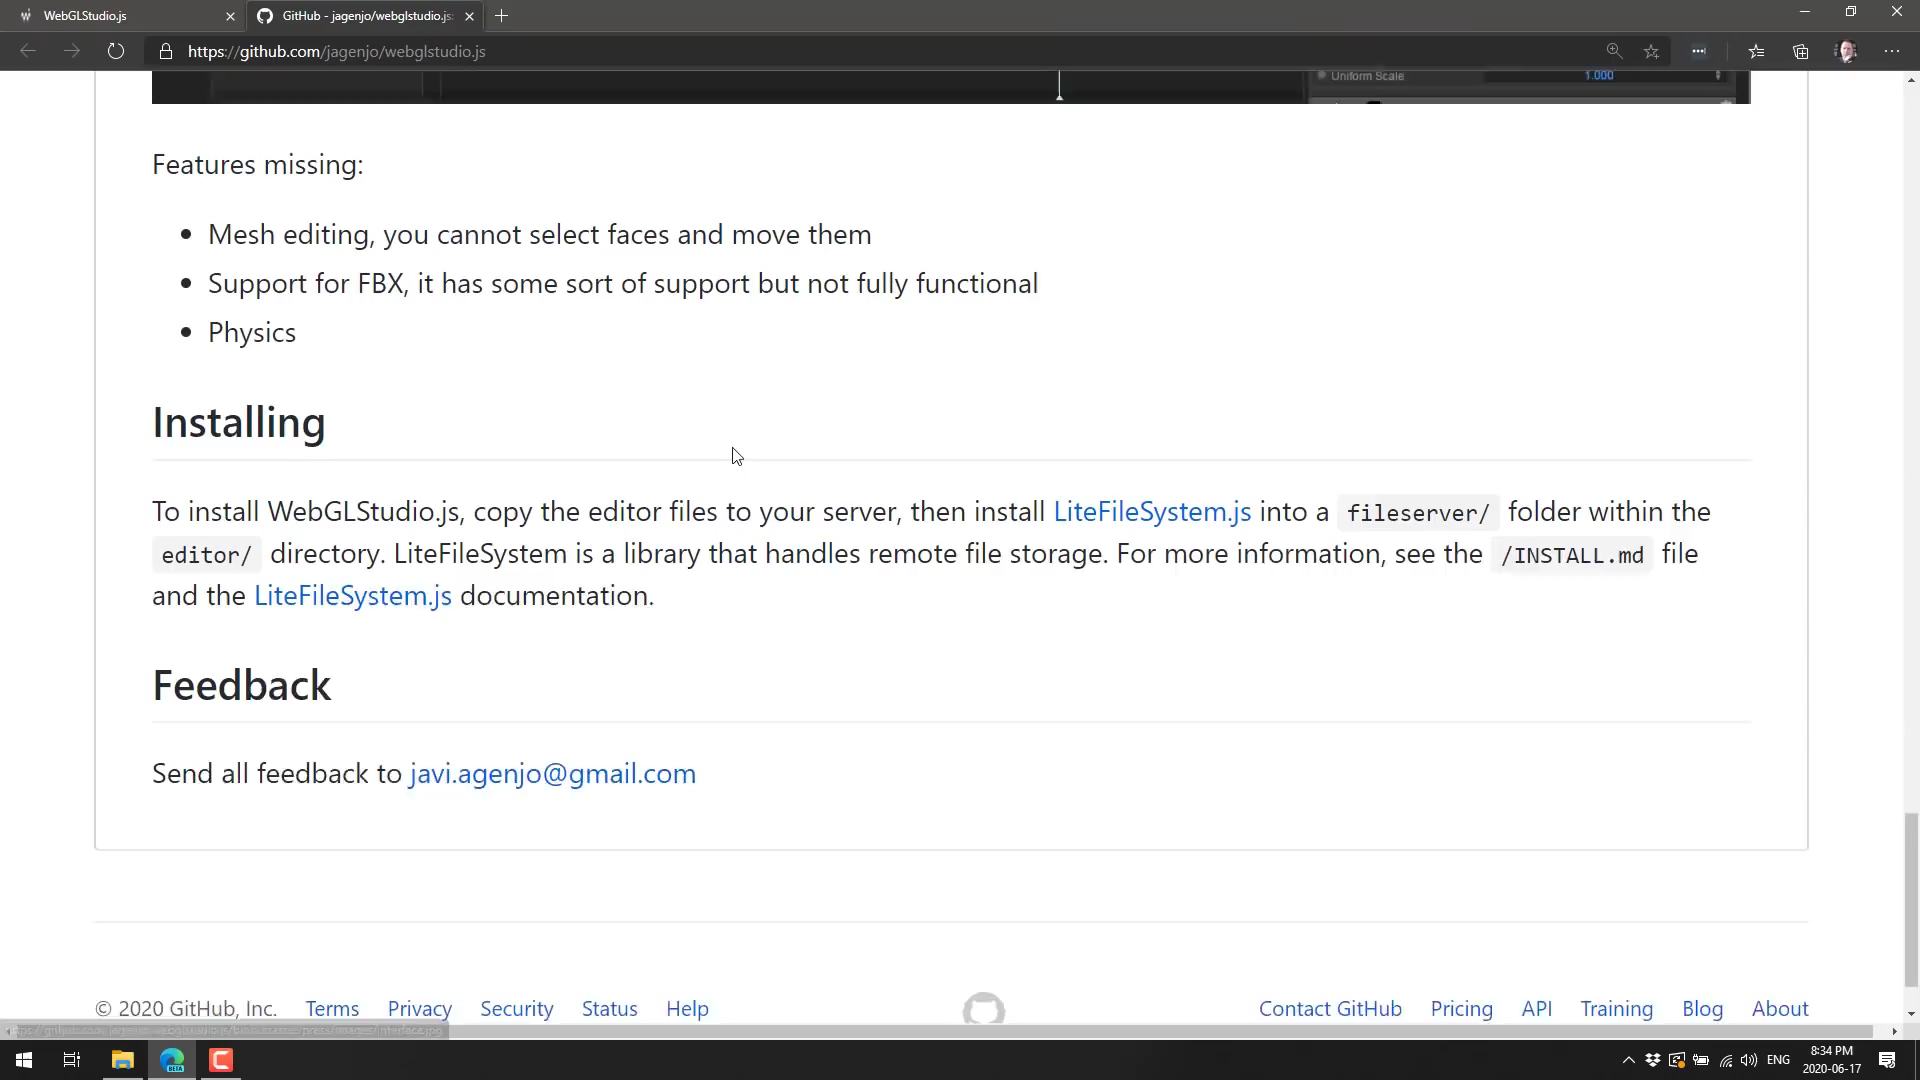 WebGLStudio.js
GitHub - jagenjo/webglstudio.js:
https://github.com/jagenjo/webglstudio.js
Uniform Scale 1.000
Features missing:
• Mesh editing, you cannot select faces and move them
• Support for FBX, it has some sort of support but not fully functional
• Physics
Installing
To install WebGLStudio.js, copy the editor files to your server, then install LiteFileSystem.js into a fileserver/ folder within the
editor/ directory. LiteFileSystem is a library that handles remote file storage. For more information, see the /INSTALL.md file
and the LiteFileSystem.js documentation.
Feedback
Send all feedback to javi.agenjo@gmail.com
© 2020 GitHub, Inc. Terms Privacy Security Status Help Contact GitHub Pricing API Training Blog About
BETA
ENG
8:34 PM
2020-06-17